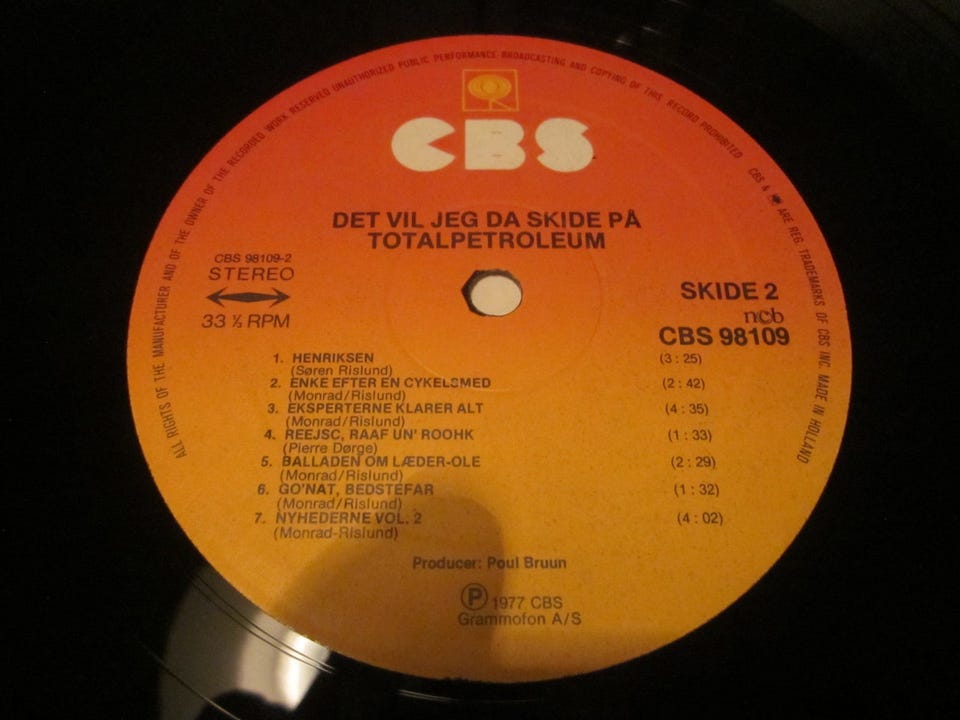 ALL RIGHTS OF THE MANUFACTURER AND OF THE OWNER OF THE RECORDED WORK RESERVED UNAUTHORIZED PUBLIC PERFORMANCE BROADCASTING AND COPYING OF THIS RECORD PROHIBITED
CBS & ARE REG. TRADEMARKS OF CBS INC. MADE IN HOLLAND
CBS
DET VIL JEG DA SKIDE PÅ
TOTALPETROLEUM
CBS 98109-2
STEREO
33 ⅓ RPM
SKIDE 2
ncb
CBS 98109
1. HENRIKSEN (3 : 25)
(Søren Rislund)
2. ENKE EFTER EN CYKELSMED (2 : 42)
(Monrad/Rislund)
3. EKSPERTERNE KLARER ALT (4 : 35)
(Monrad/Rislund)
4. REEJSC, RAAF UN' ROOHK (1 : 33)
(Pierre Dørge)
5. BALLADEN OM LÆDER-OLE (2 : 29)
(Monrad/Rislund)
6. GO'NAT, BEDSTEFAR (1 : 32)
(Monrad/Rislund)
7. NYHEDERNE VOL. 2 (4 : 02)
(Monrad-Rislund)
Producer: Poul Bruun
Ⓟ 1977 CBS
Grammofon A/S